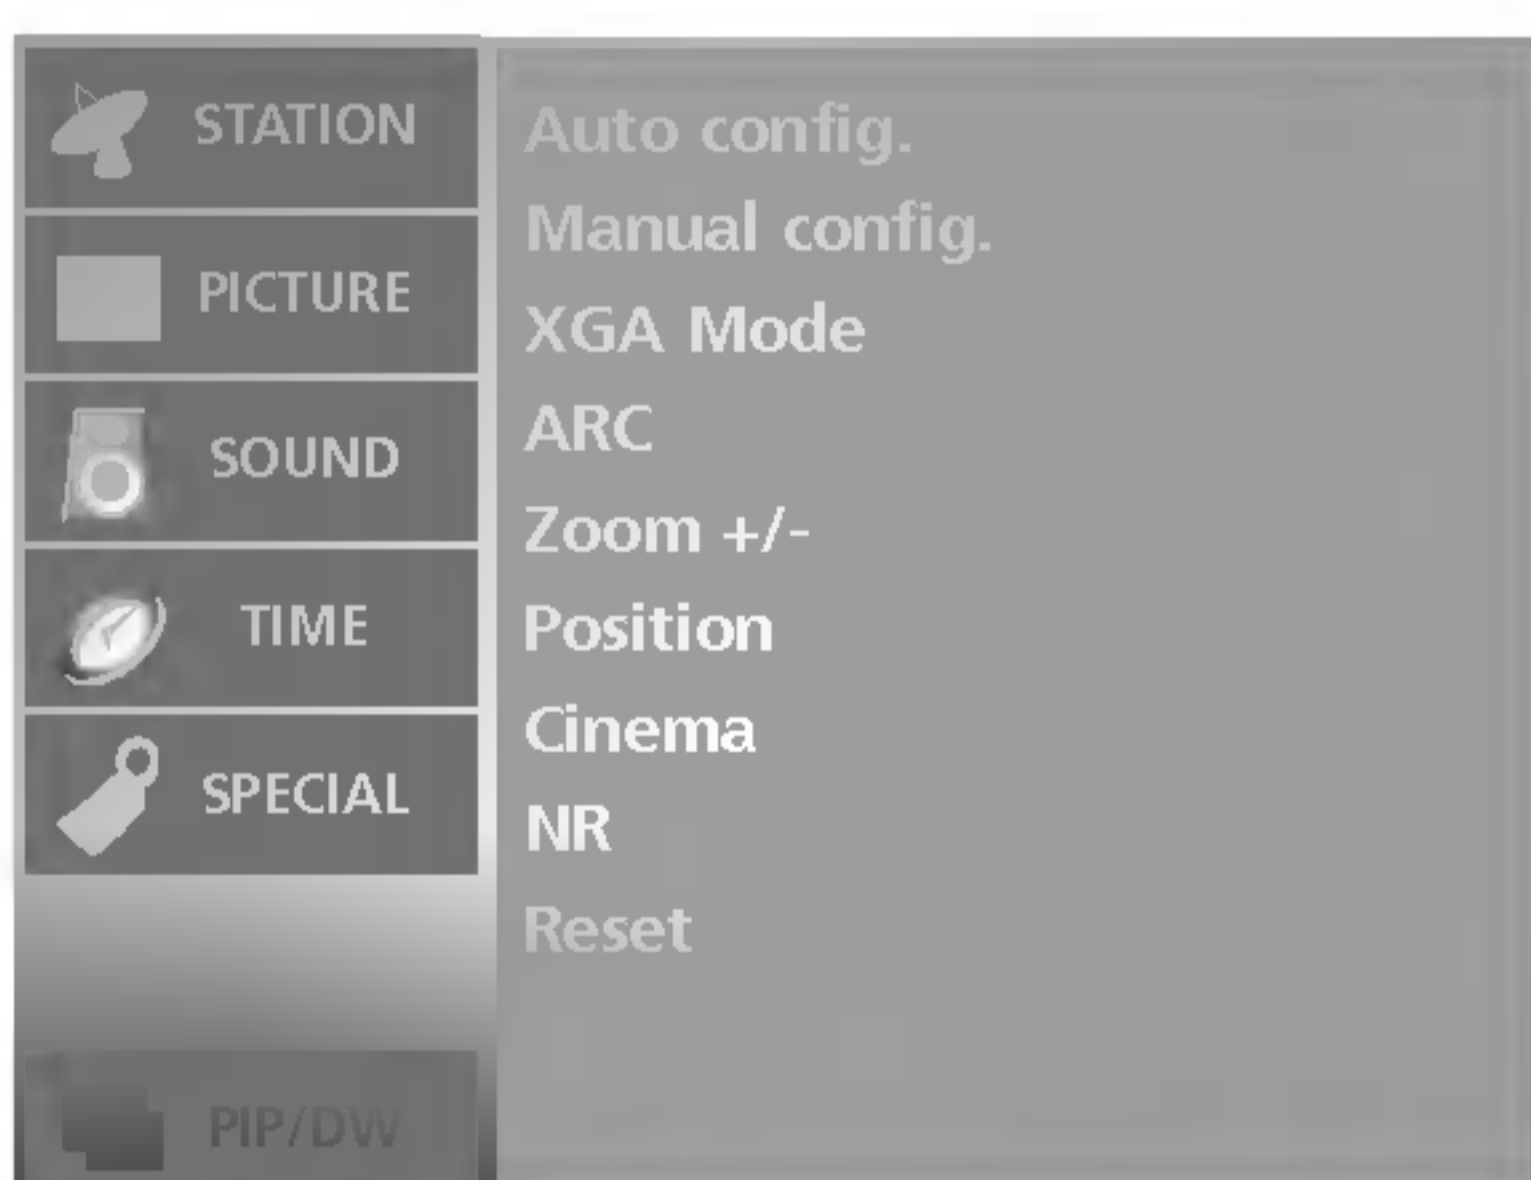 STATION
PICTURE
SOUND
TIME
SPECIAL
PIP/DW
Auto config.
Manual config.
XGA Mode
ARC
Zoom +/-
Position
Cinema
NR
Reset